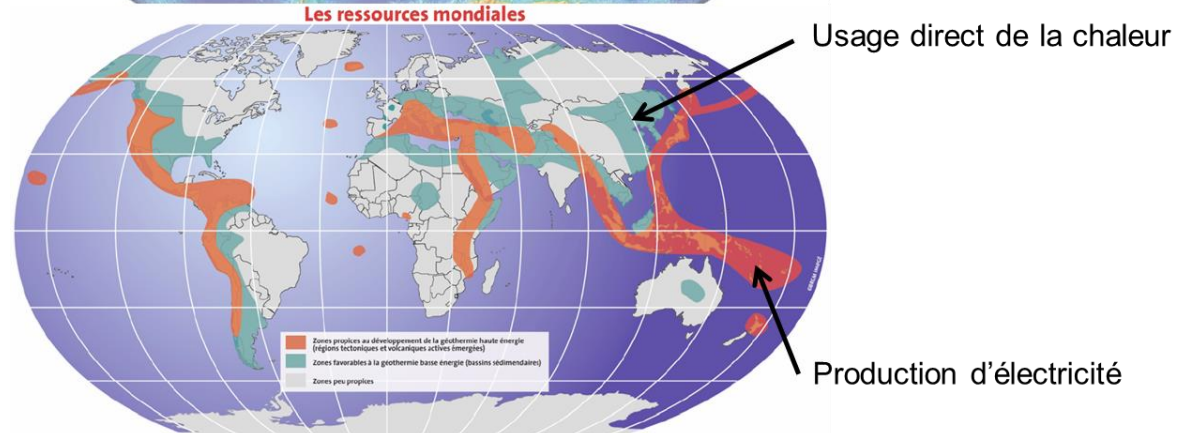 Les ressources mondiales
Usage direct de la chaleur
Zones propices au développement de la géothermie haute énergie
(régions tectoniques et volcaniques actives émergées)
Zones favorables à la géothermie basse énergie (bassins sédimendaires)
Zones peu propices
Production d’électricité